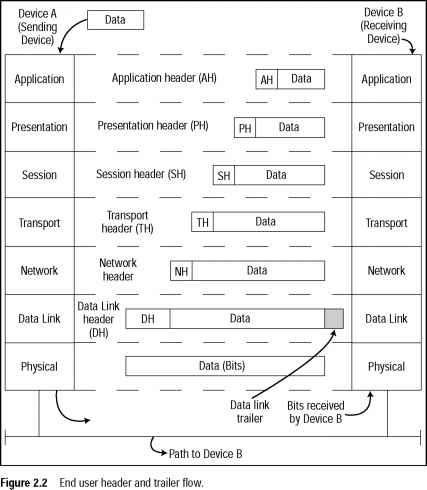 Device A
(Sending
Device)
Data
Device B
(Receiving
Device)
Application
Application header (AH)
AH
Data
Application
Presentation
Presentation header (PH)
PH
Data
Presentation
Session
Session header (SH)
SH
Data
Session
Transport
Transport
header (TH)
TH
Data
Transport
Network
Network
header
NH
Data
Network
Data Link
Data Link
header
(DH)
DH
Data
Data Link
Physical
Data (Bits)
Physical
Data link
trailer
Bits received
by Device B
Path to Device B
Figure 2.2 End user header and trailer flow.